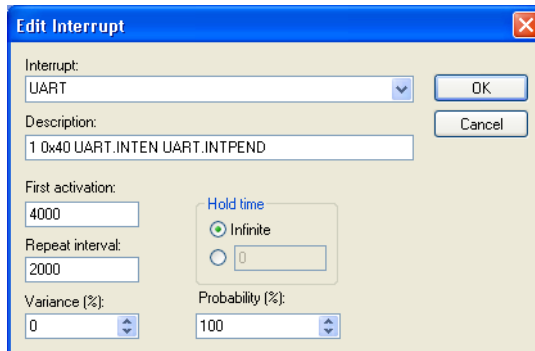 Edit Interrupt
Interrupt:
UART
OK
Description:
Cancel
1 0x40 UART.INTEN UART.INTPEND
First activation:
4000
Hold time
Infinite
Repeat interval:
0
2000
Variance (%):
Probability (%):
0
100